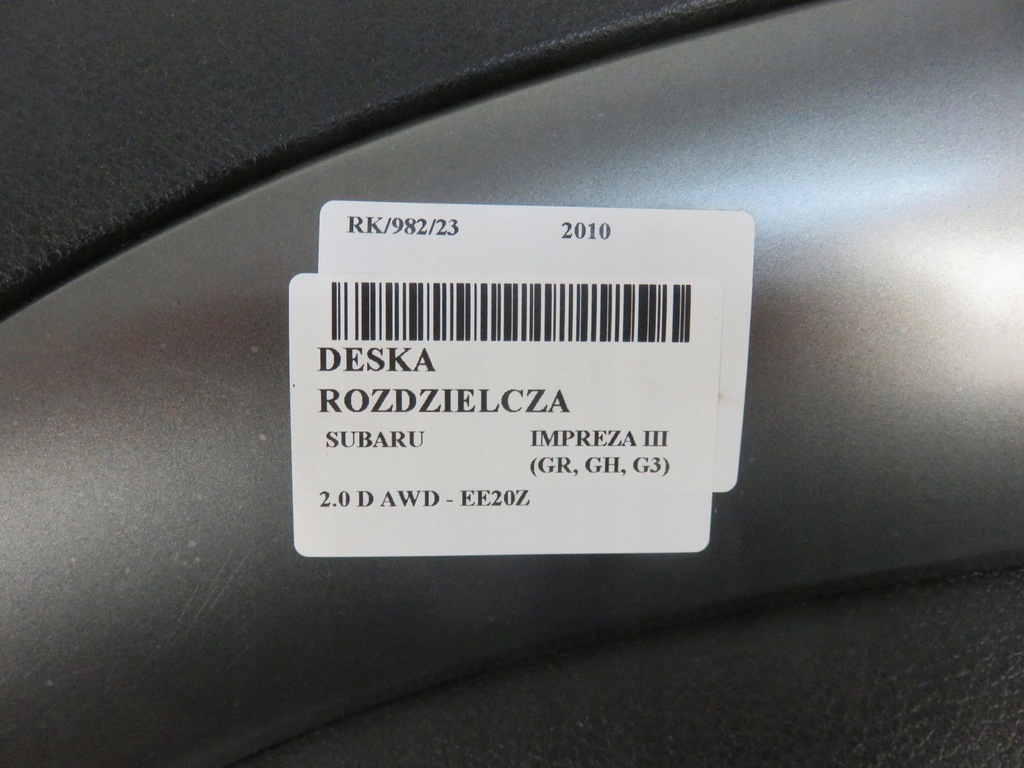 RK/982/23 2010
DESKA
ROZDZIELCZA
SUBARU IMPREZA III
(GR, GH, G3)
2.0 D AWD - EE20Z